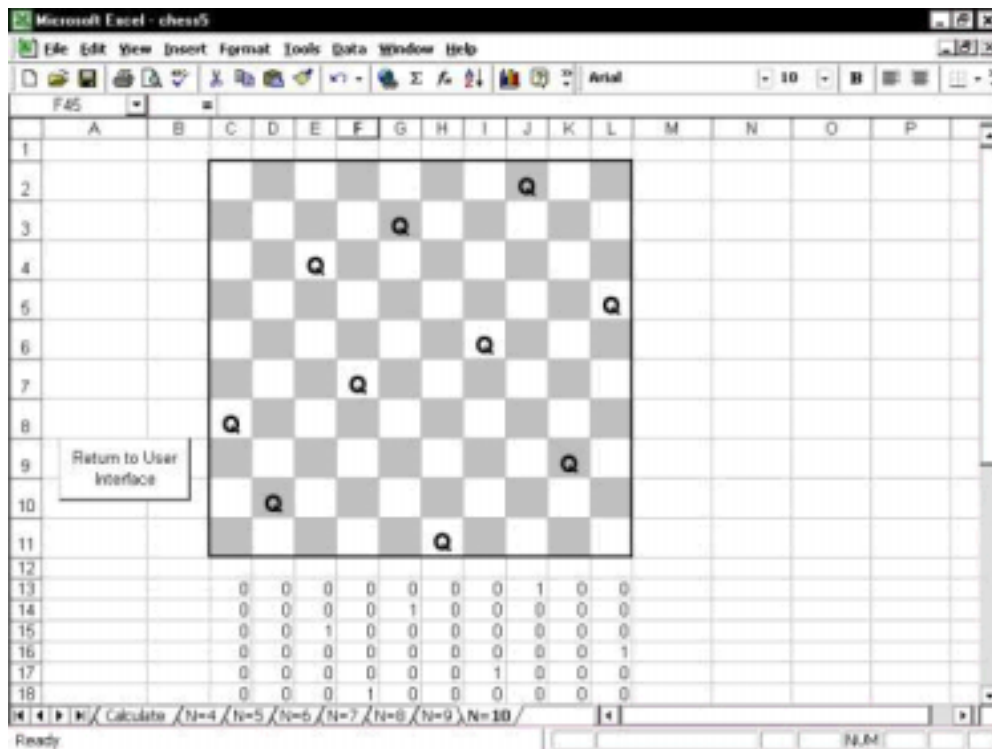 Microsoft Excel - chess5
File Edit View Insert Format Tools Data Window Help
Arial 10 B
F45 =
A B C D E F G H I J K L M N O P
1
2 Q
3 Q
4 Q
5 Q
6 Q
7 Q
8 Q
9 Return to User Q
Interface
10 Q
11 Q
12
13 0 0 0 0 0 0 0 1 0 0
14 0 0 0 0 1 0 0 0 0 0
15 0 0 1 0 0 0 0 0 0 0
16 0 0 0 0 0 0 0 0 0 1
17 0 0 0 0 0 0 1 0 0 0
18 0 0 0 1 0 0 0 0 0 0
Calculate N=4 N=5 N=6 N=7 N=8 N=9 N=10
Ready NUM